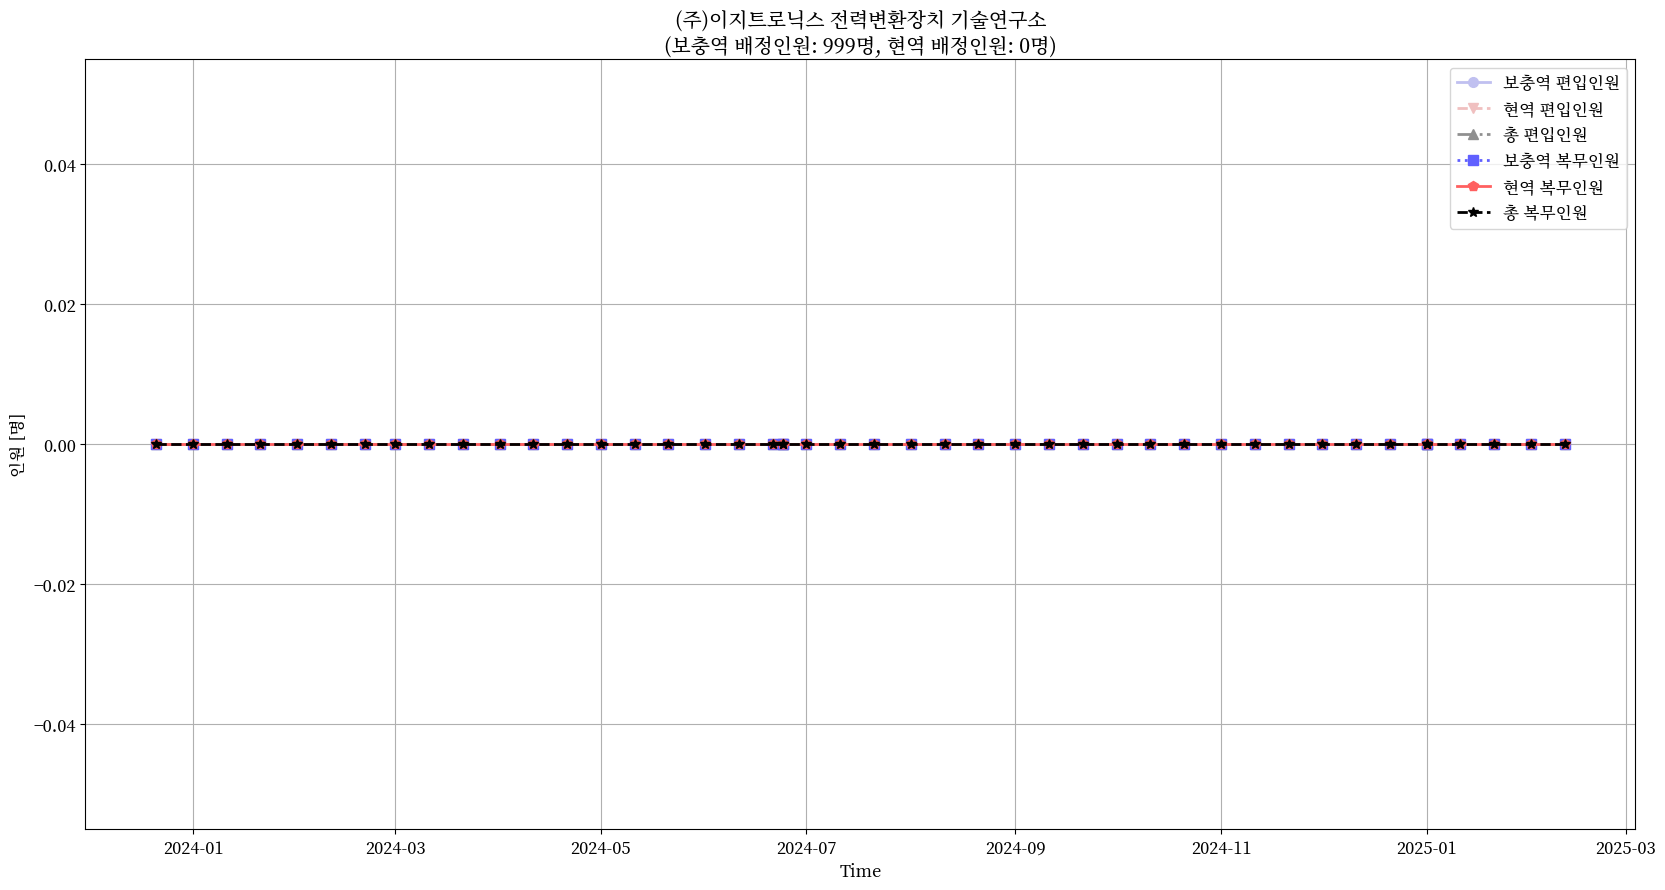 (주)이지트로닉스 전력변환장치 기술연구소
(보충역 배정인원: 999명, 현역 배정인원: 0명)
보충역 편입인원
현역 편입인원
총 편입인원
보충역 복무인원
현역 복무인원
총 복무인원
인원 [명]
0.04
0.02
0.00
−0.02
−0.04
2024-01
2024-03
2024-05
2024-07
2024-09
2024-11
2025-01
2025-03
Time